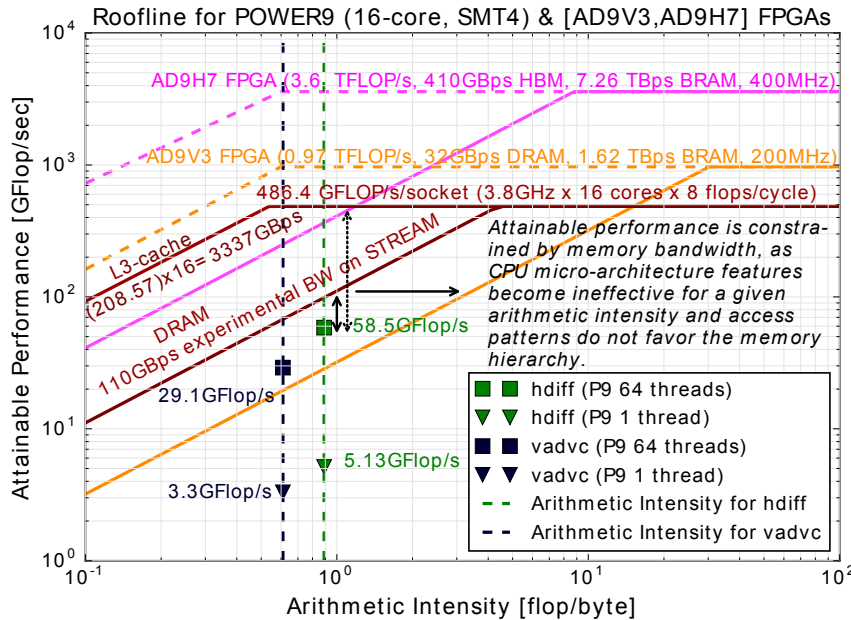 Roofline for POWER9 (16-core, SMT4) & [AD9V3,AD9H7] FPGAs
Attainable Performance [GFlop/sec]
10^4
10^3
10^2
10^1
10^0
AD9H7 FPGA (3.6 TFLOP/s, 410GBps HBM, 7.26 TBps BRAM, 400MHz)
AD9V3 FPGA (0.97 TFLOP/s, 32GBps DRAM, 1.62 TBps BRAM, 200MHz)
486.4 GFLOP/s/socket (3.8GHz x 16 cores x 8 flops/cycle)
L3-cache
(208.57)x16= 3337GBps
DRAM
110GBps experimental BW on STREAM
Attainable performance is constra-
ined by memory bandwidth, as
CPU micro-architecture features
become ineffective for a given
arithmetic intensity and access
patterns do not favor the memory
hierarchy.
58.5GFlop/s
29.1GFlop/s
5.13GFlop/s
3.3GFlop/s
hdiff (P9 64 threads)
hdiff (P9 1 thread)
vadvc (P9 64 threads)
vadvc (P9 1 thread)
Arithmetic Intensity for hdiff
Arithmetic Intensity for vadvc
10^-1
10^0
10^1
10^2
Arithmetic Intensity [flop/byte]